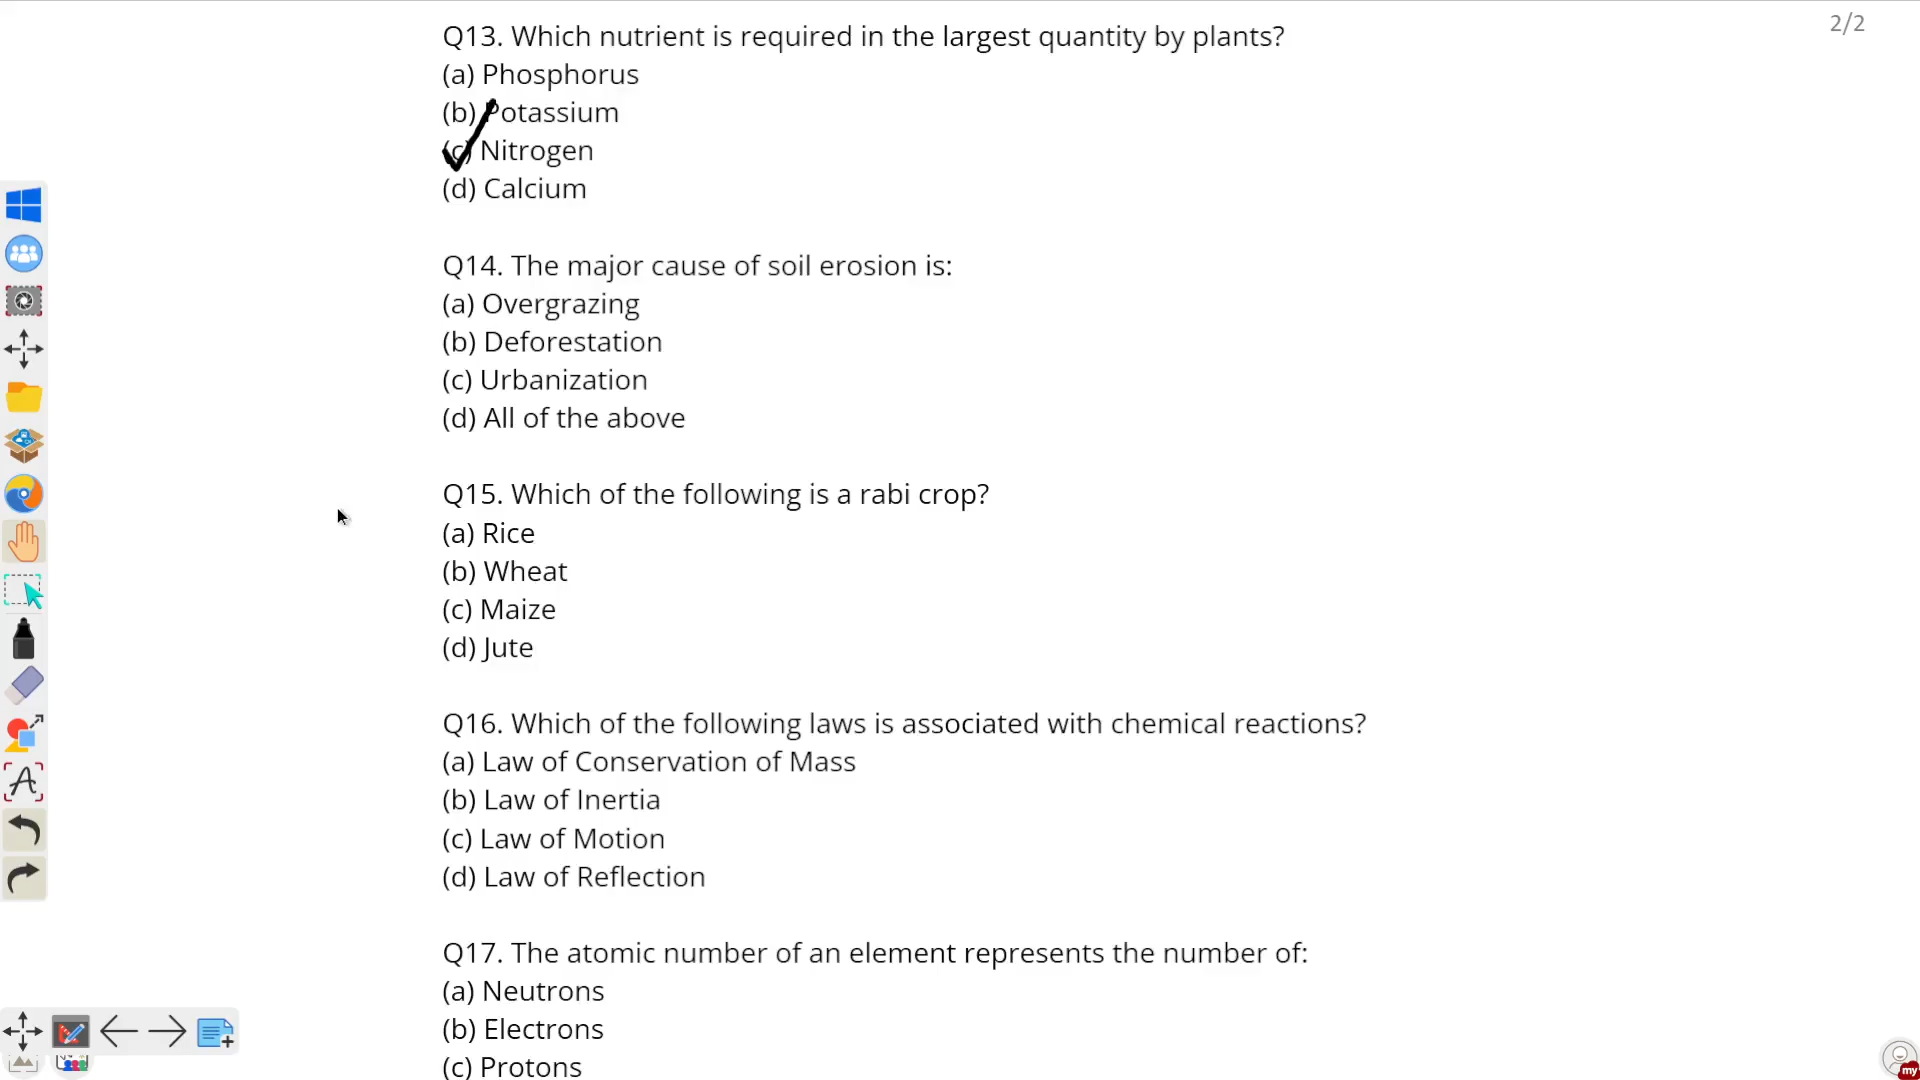 2/2
Q13. Which nutrient is required in the largest quantity by plants?
(a) Phosphorus
(b) Potassium
(c) Nitrogen
(d) Calcium
Q14. The major cause of soil erosion is:
(a) Overgrazing
(b) Deforestation
(c) Urbanization
(d) All of the above
Q15. Which of the following is a rabi crop?
(a) Rice
(b) Wheat
(c) Maize
(d) Jute
Q16. Which of the following laws is associated with chemical reactions?
(a) Law of Conservation of Mass
(b) Law of Inertia
(c) Law of Motion
(d) Law of Reflection
Q17. The atomic number of an element represents the number of:
(a) Neutrons
(b) Electrons
(c) Protons
my